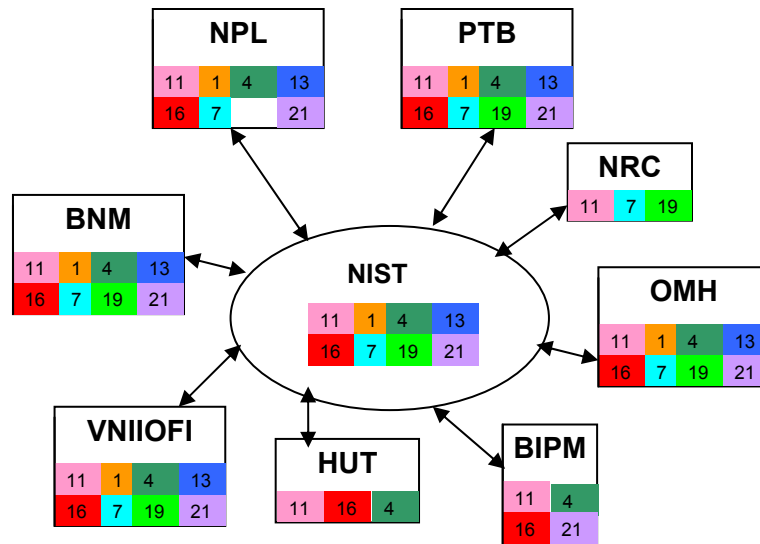 NPL
11 1 4 13
16 7 21
PTB
11 1 4 13
16 7 19 21
NRC
11 7 19
BNM
11 1 4 13
16 7 19 21
NIST
11 1 4 13
16 7 19 21
OMH
11 1 4 13
16 7 19 21
VNIIOFI
11 1 4 13
16 7 19 21
HUT
11 16 4
BIPM
11 4
16 21